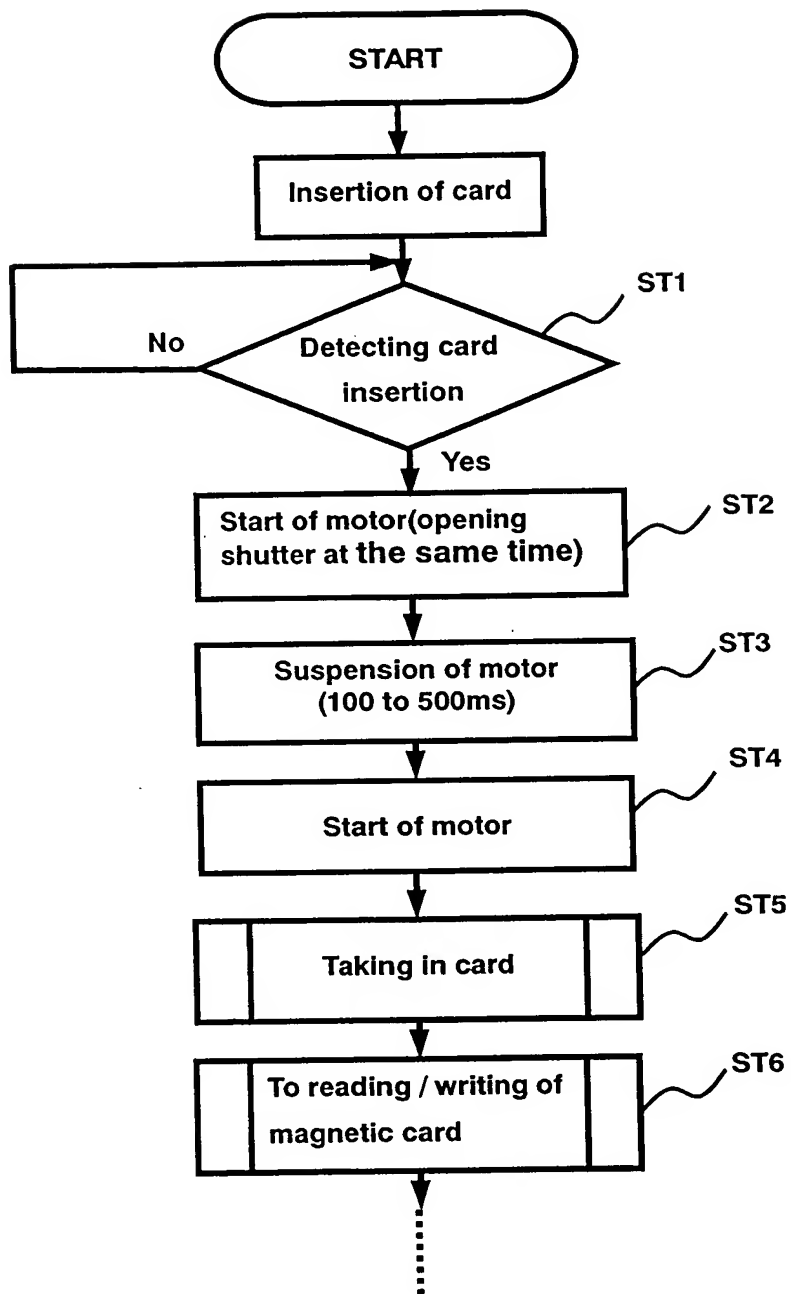 START
Insertion of card
ST1
No
Detecting card
insertion
Yes
ST2
Start of motor(opening
shutter at the same time)
ST3
Suspension of motor
(100 to 500ms)
ST4
Start of motor
ST5
Taking in card
ST6
To reading / writing of
magnetic card